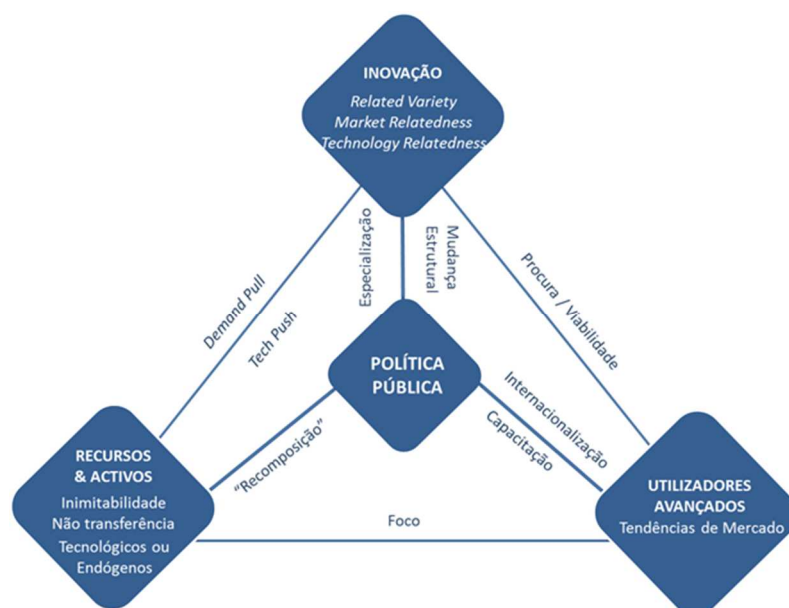 INOVAÇÃO
Related Variety
Market Relatedness
Technology Relatedness
Demand Pull
Tech Push
Especialização
Mudança
Estrutural
Procura / Viabilidade
POLÍTICA
PÚBLICA
"Recomposição"
Internacionalização
Capacitação
RECURSOS
& ACTIVOS
Inimitabilidade
Não transferência
Tecnológicos ou
Endógenos
Foco
UTILIZADORES
AVANÇADOS
Tendências de Mercado